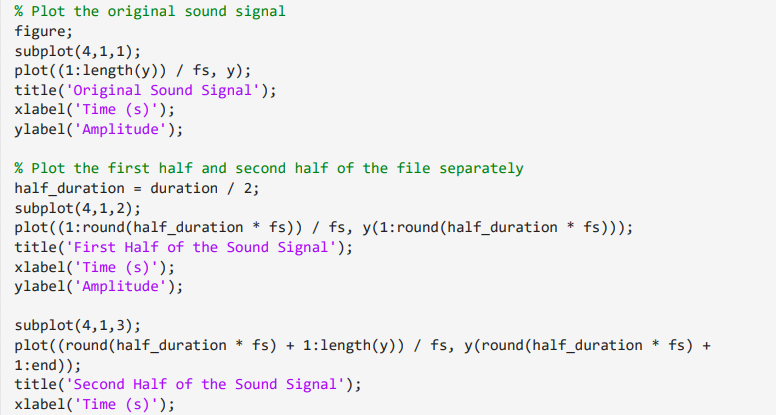 % Plot the original sound signal
figure;
subplot(4,1,1);
plot((1:length(y)) / fs, y);
title('Original Sound Signal');
xlabel('Time (s)');
ylabel('Amplitude');
% Plot the first half and second half of the file separately
half_duration = duration / 2;
subplot(4,1,2);
plot((1:round(half_duration * fs)) / fs, y(1:round(half_duration * fs)));
title('First Half of the Sound Signal');
xlabel('Time (s)');
ylabel('Amplitude');
subplot(4,1,3);
plot((round(half_duration * fs) + 1:length(y)) / fs, y(round(half_duration * fs) +
1:end));
title('Second Half of the Sound Signal');
xlabel('Time (s)');